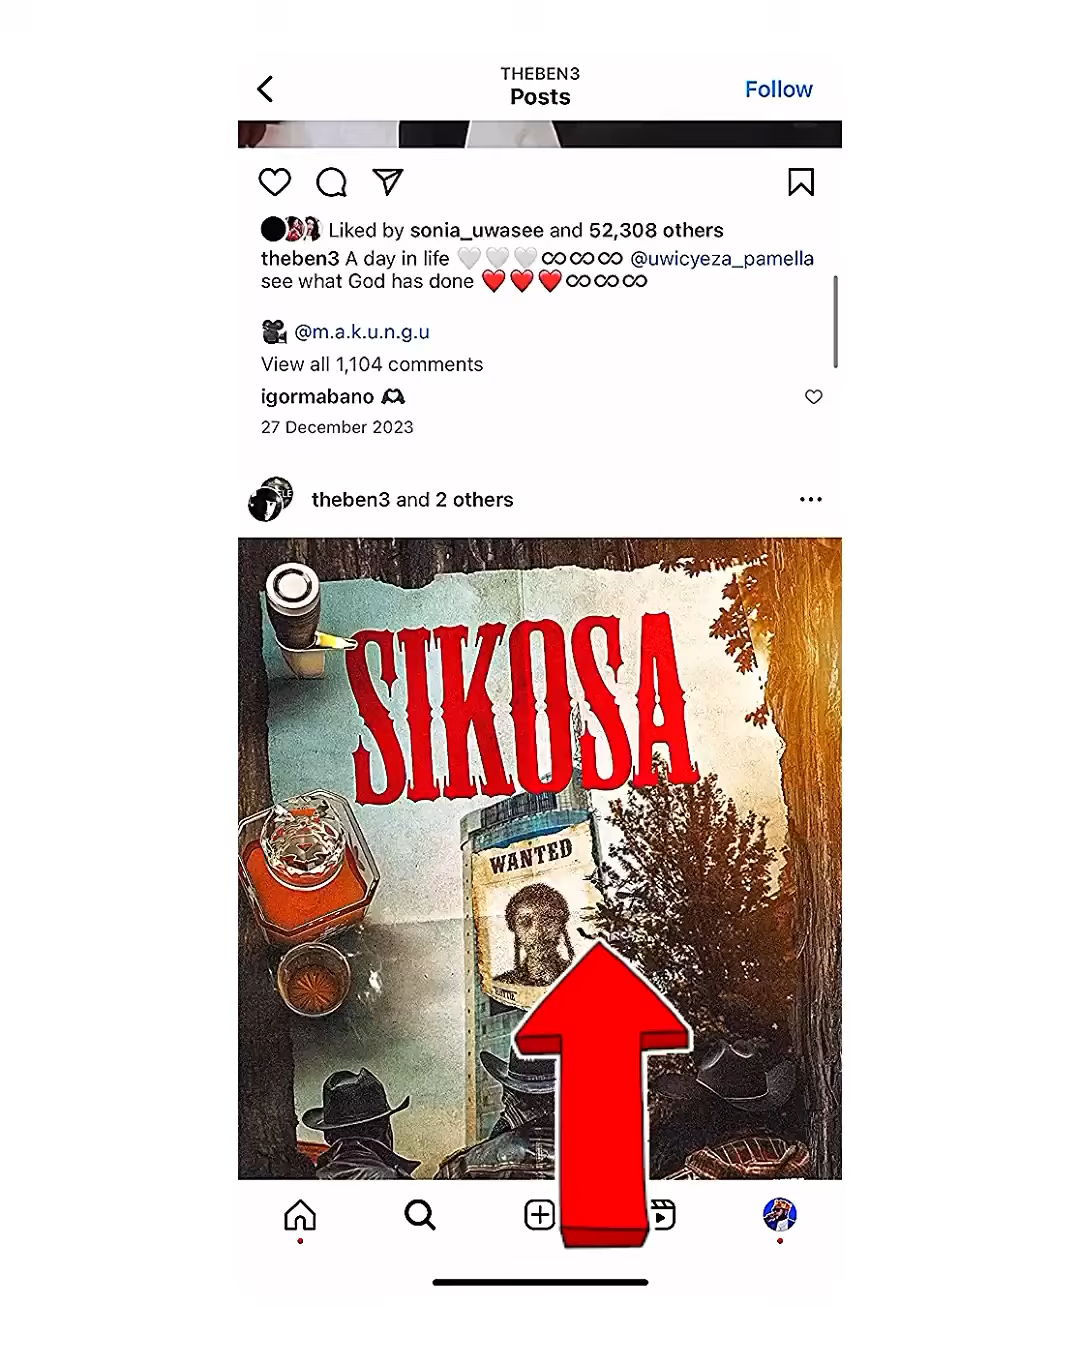 THEBEN3
Posts
Follow
Liked by sonia_uwasee and 52,308 others
theben3 A day in life 🤍🤍🤍∞∞∞ @uwicyeza_pamella
see what God has done ❤️❤️❤️∞∞∞
🎥 @m.a.k.u.n.g.u
View all 1,104 comments
igormabano 🫶
27 December 2023
theben3 and 2 others
SIKOSA
WANTED